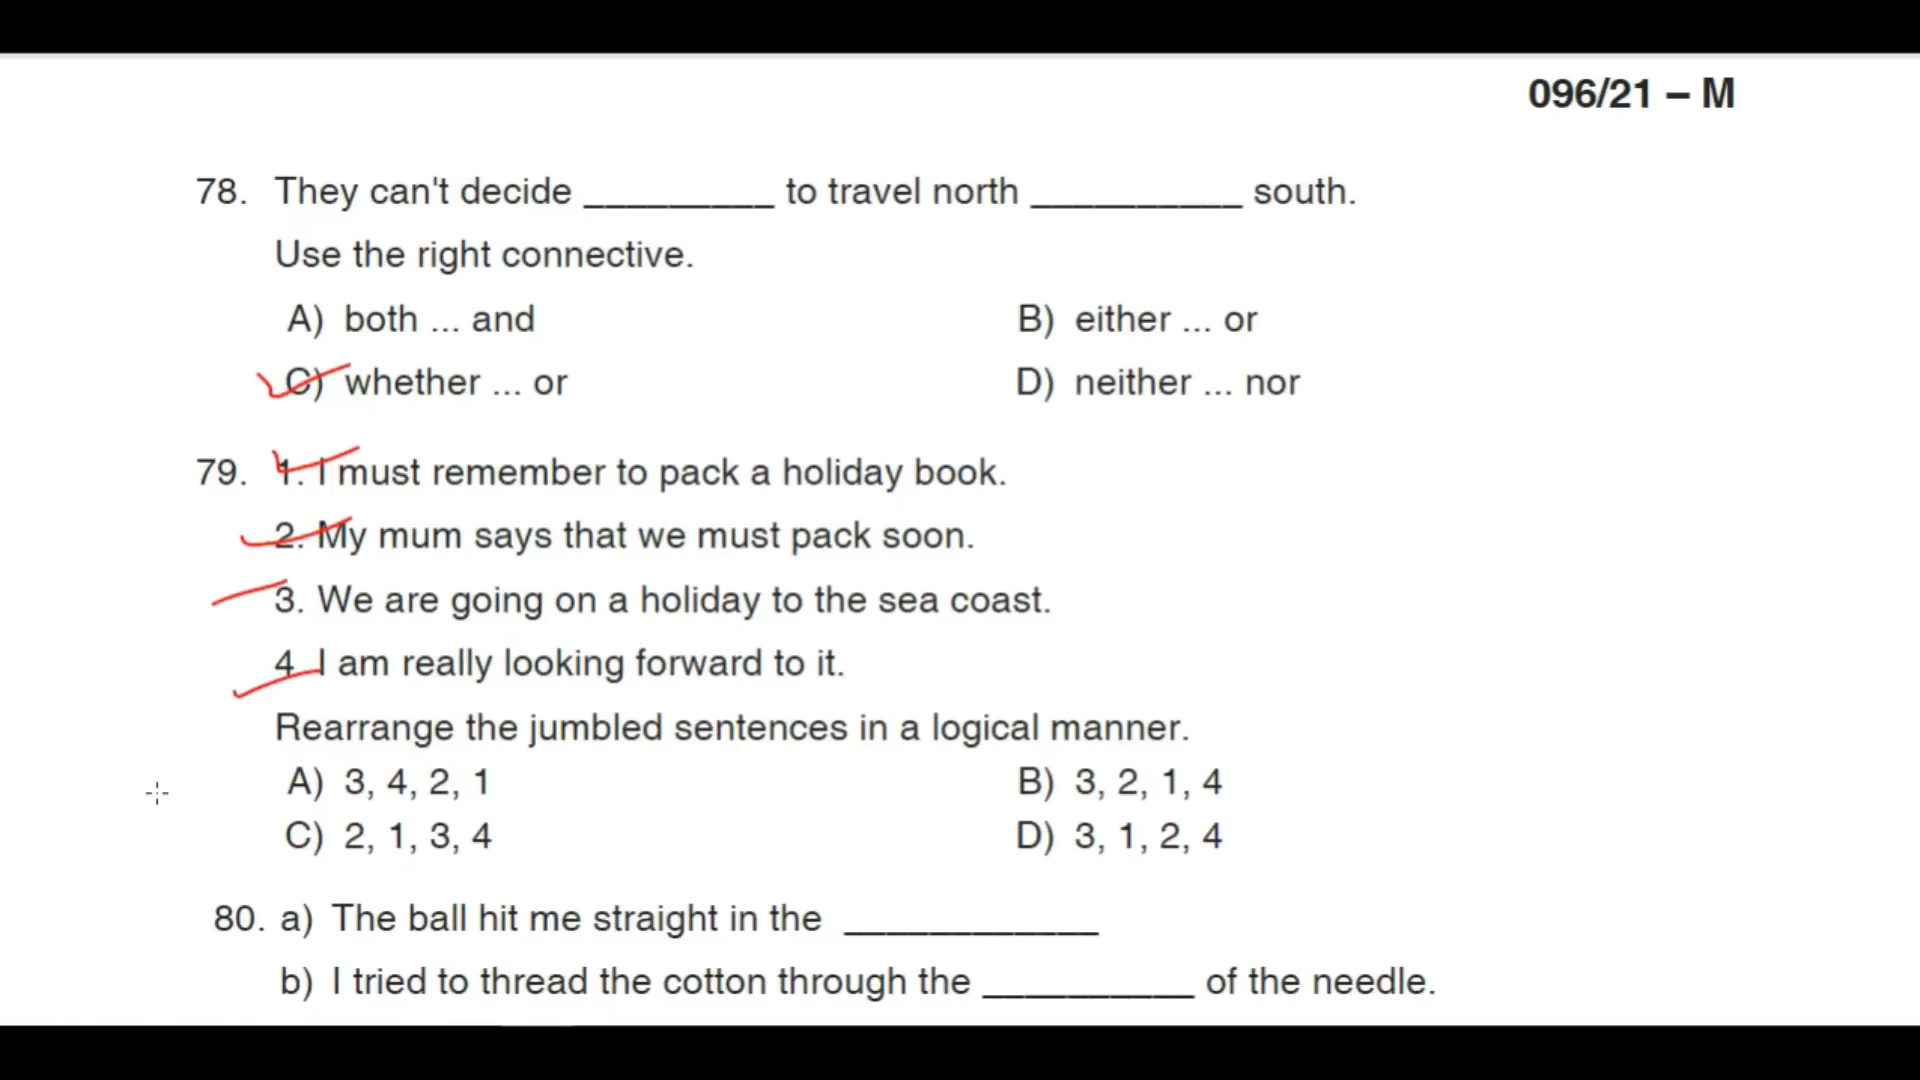 096/21 – M
78. They can't decide _________ to travel north __________ south.
Use the right connective.
A) both ... and B) either ... or
C) whether ... or D) neither ... nor
79. 1. I must remember to pack a holiday book.
2. My mum says that we must pack soon.
3. We are going on a holiday to the sea coast.
4. I am really looking forward to it.
Rearrange the jumbled sentences in a logical manner.
A) 3, 4, 2, 1 B) 3, 2, 1, 4
C) 2, 1, 3, 4 D) 3, 1, 2, 4
80. a) The ball hit me straight in the ____________
b) I tried to thread the cotton through the __________ of the needle.